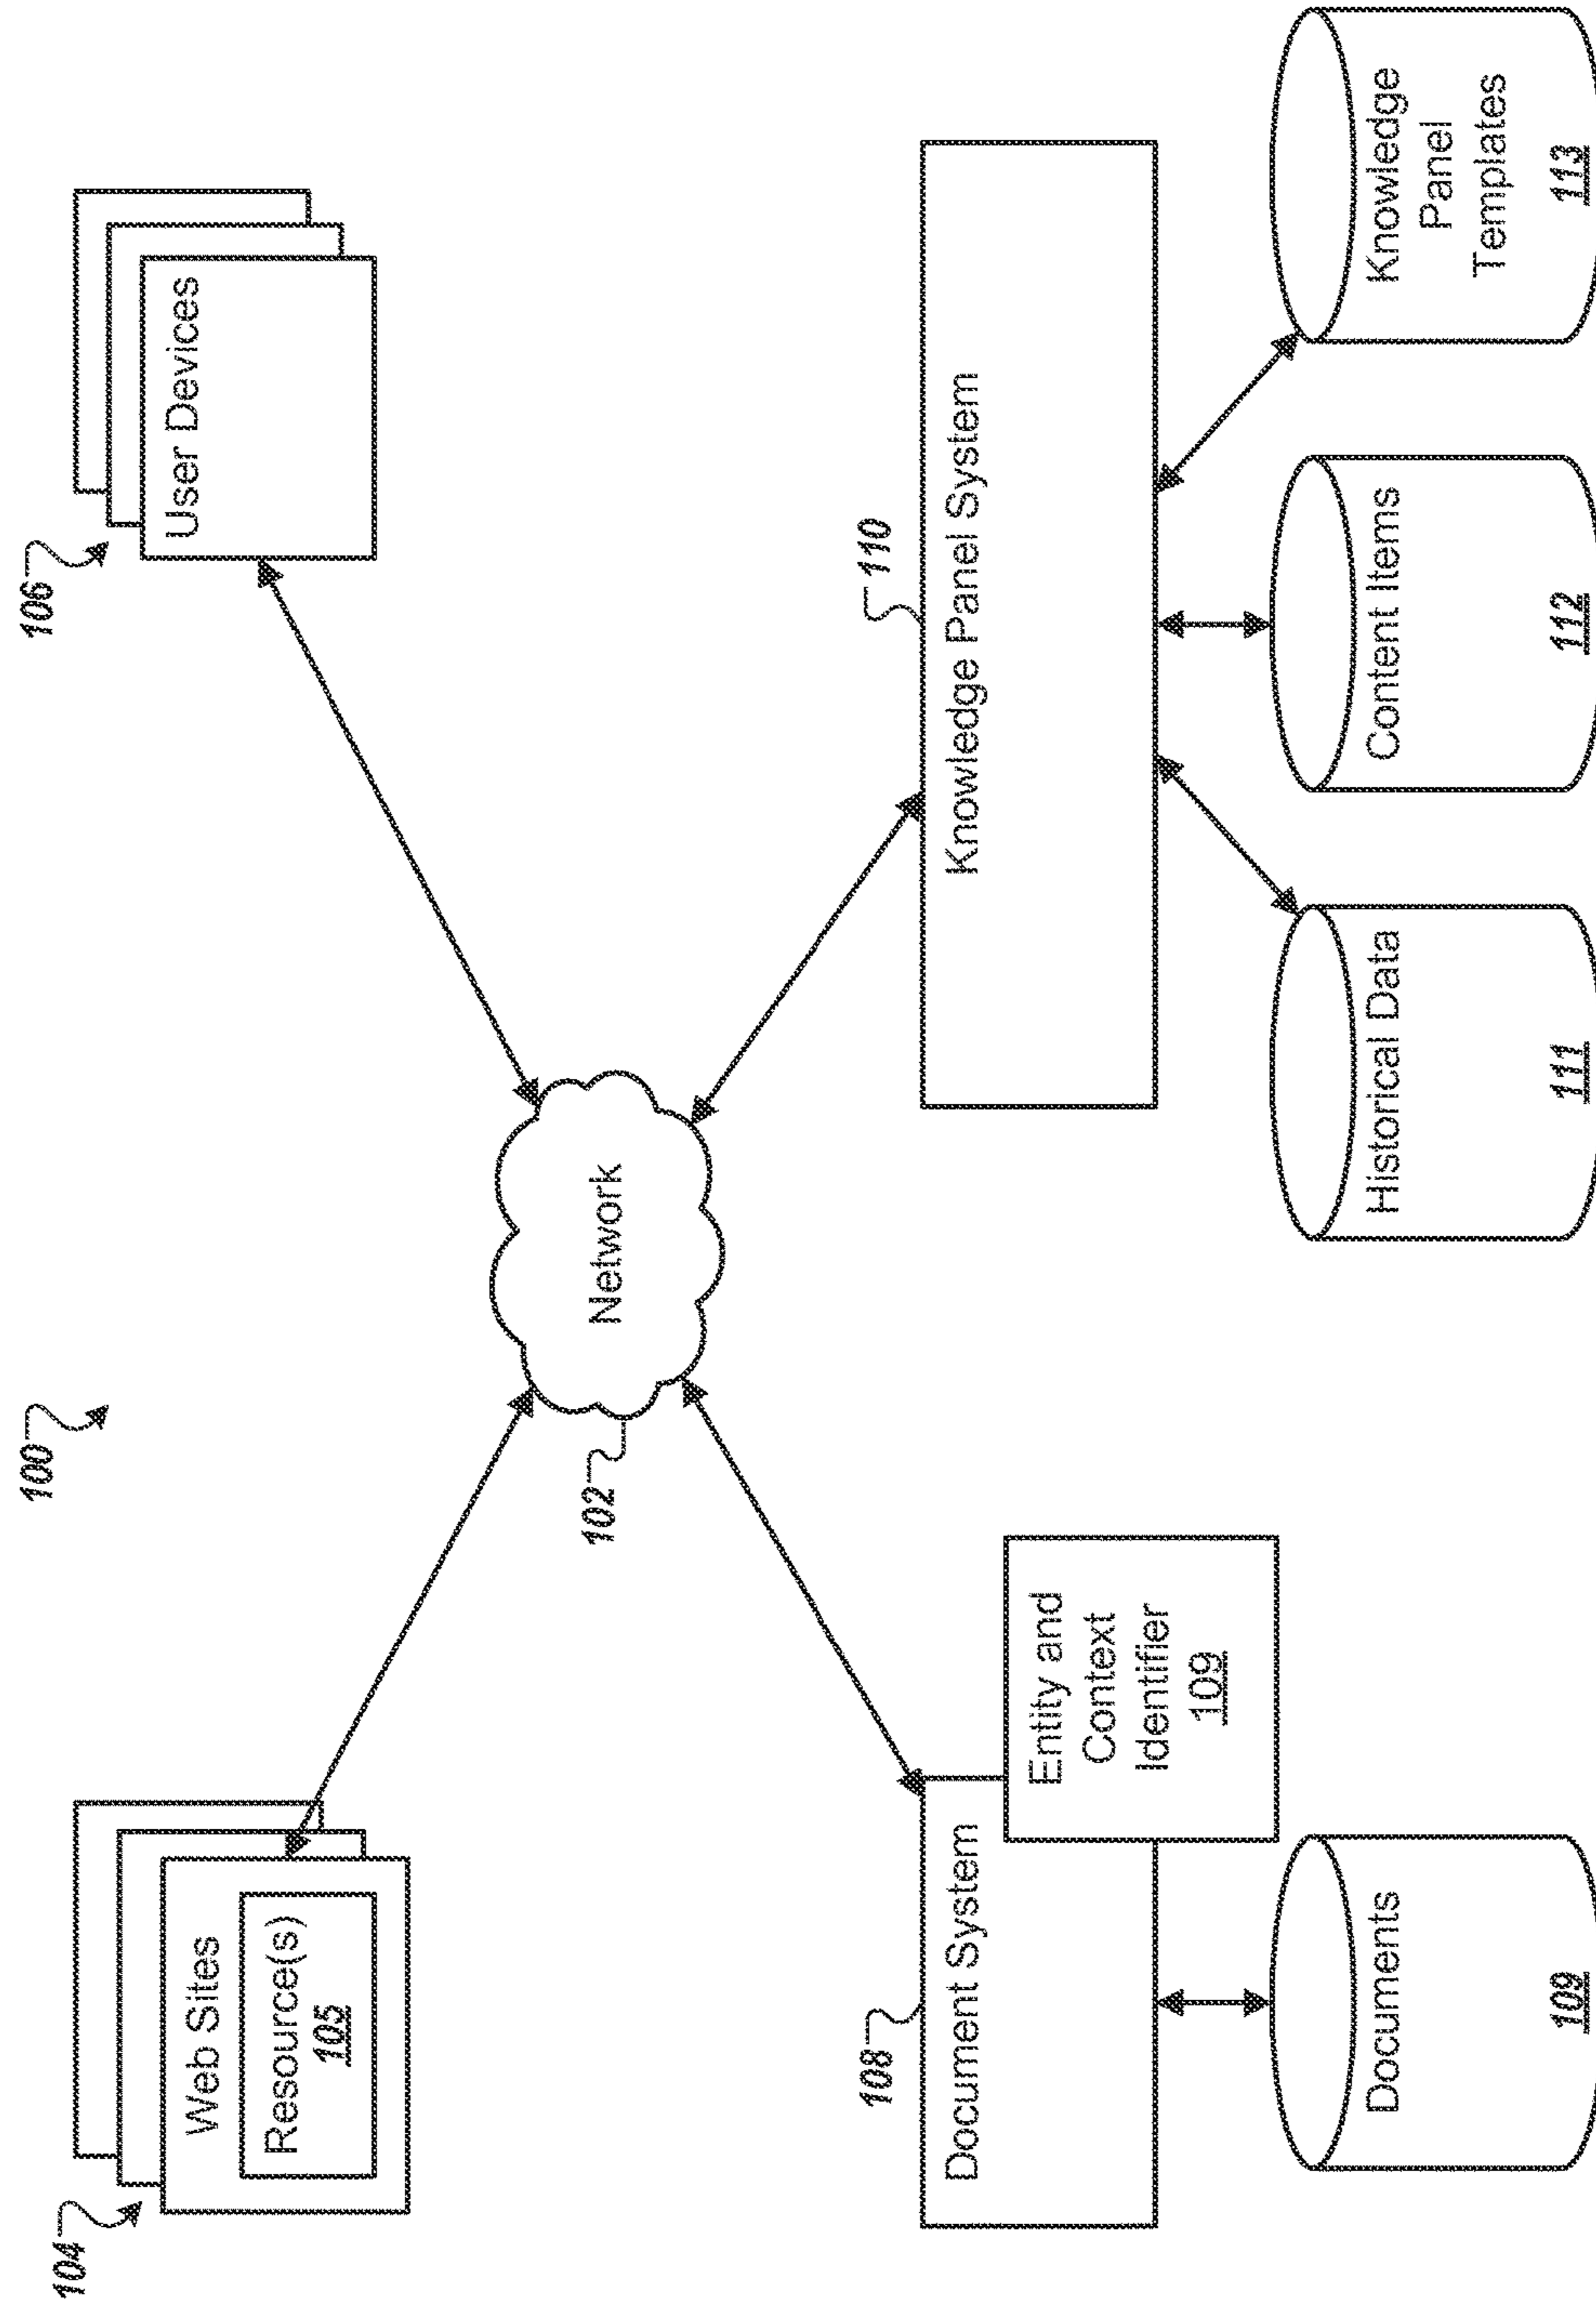 100
104
Web Sites
Resource(s)
105
106
User Devices
Network
102
108
Document System
Entity and
Context
Identifier
109
Documents
109
110
Knowledge Panel System
Historical Data
111
Content Items
112
Knowledge
Panel
Templates
113